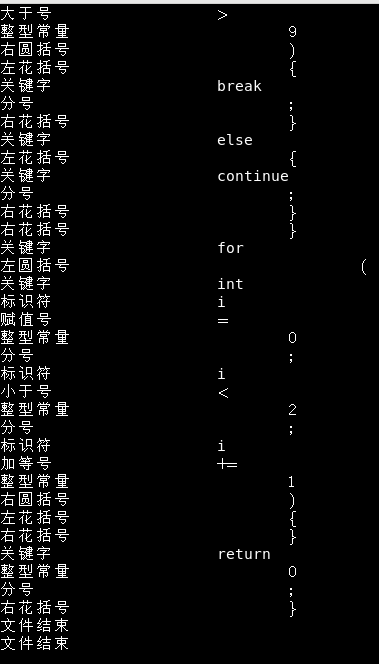 大于号 >
整型常量 9
右圆括号 )
左花括号 {
关键字 break
分号 ;
右花括号 }
关键字 else
左花括号 {
关键字 continue
分号 ;
右花括号 }
右花括号 }
关键字 for
左圆括号 (
关键字 int
标识符 i
赋值号 =
整型常量 0
分号 ;
标识符 i
小于号 <
整型常量 2
分号 ;
标识符 i
加等号 +=
整型常量 1
右圆括号 )
左花括号 {
右花括号 }
关键字 return
整型常量 0
分号 ;
右花括号 }
文件结束
文件结束